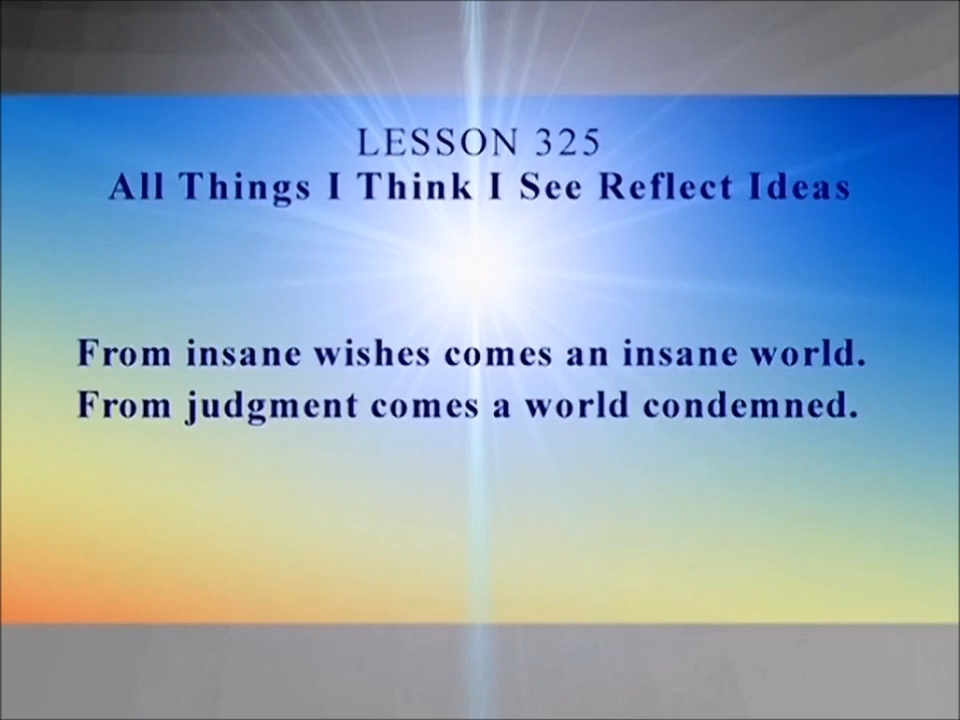 LESSON 325
All Things I Think I See Reflect Ideas
From insane wishes comes an insane world.
From judgment comes a world condemned.